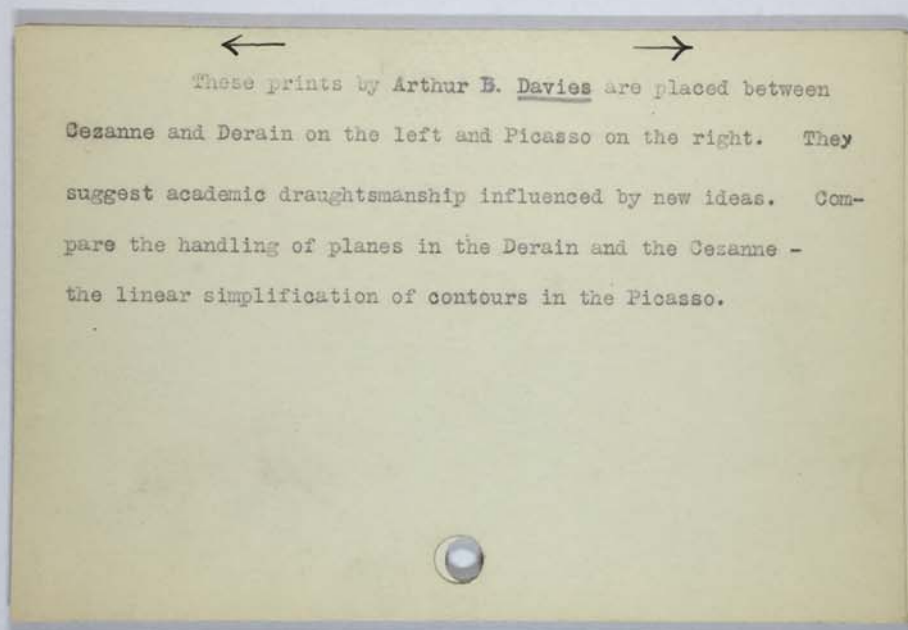 These prints by Arthur B. Davies are placed between
Cezanne and Derain on the left and Picasso on the right. They
suggest academic draughtsmanship influenced by new ideas. Com-
pare the handling of planes in the Derain and the Cezanne -
the linear simplification of contours in the Picasso.